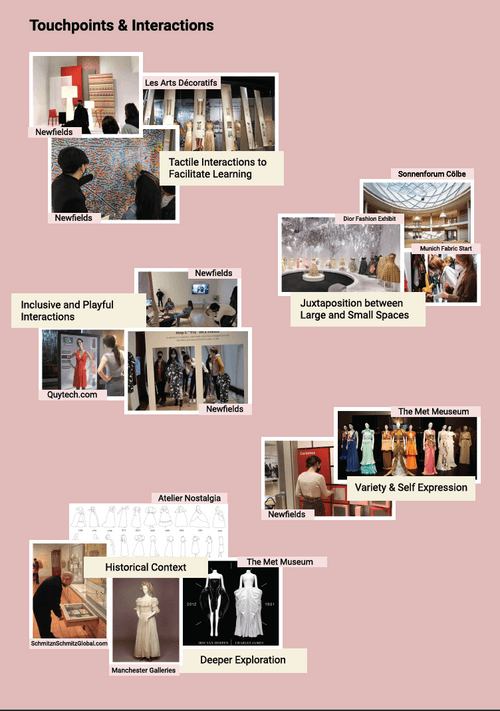 Touchpoints & Interactions
Les Arts Décoratifs
Newfields
Tactile Interactions to
Facilitate Learning
Newfields
Sonnenforum Cölbe
Dior Fashion Exhibit
Munich Fabric Start
Juxtaposition between
Large and Small Spaces
Newfields
Inclusive and Playful
Interactions
Quytech.com
Newfields
The Met Meuseum
Variety & Self Expression
Newfields
Atelier Nostalgia
Historical Context
The Met Museum
2012
1951
SchmitznSchmitzGlobal.com
Manchester Galleries
Deeper Exploration